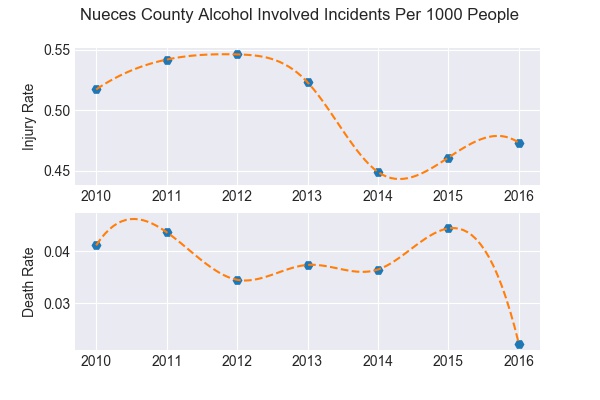 Nueces County Alcohol Involved Incidents Per 1000 People
0.55
0.50
0.45
Injury Rate
2010 2011 2012 2013 2014 2015 2016
0.04
0.03
Death Rate
2010 2011 2012 2013 2014 2015 2016